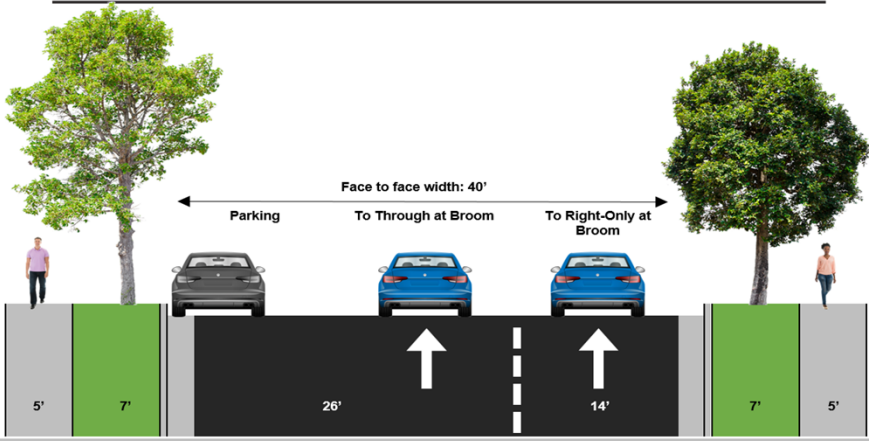 Face to face width: 40'
Parking
To Through at Broom
To Right-Only at
Broom
5'
7'
26'
14'
7'
5'